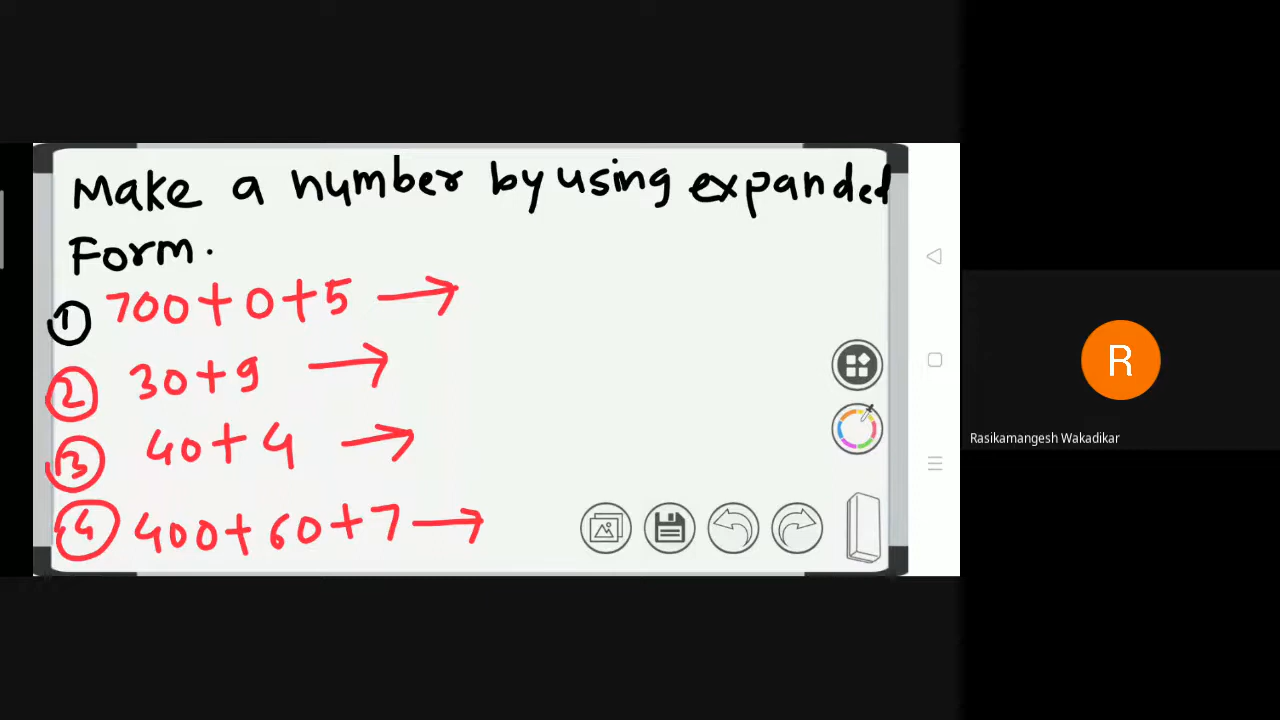 Make a number by using expanded
Form.
① 700+0+5 →
② 30+9 →
③ 40+4 →
④ 400+60+7 →
R
Rasikamangesh Wakadikar